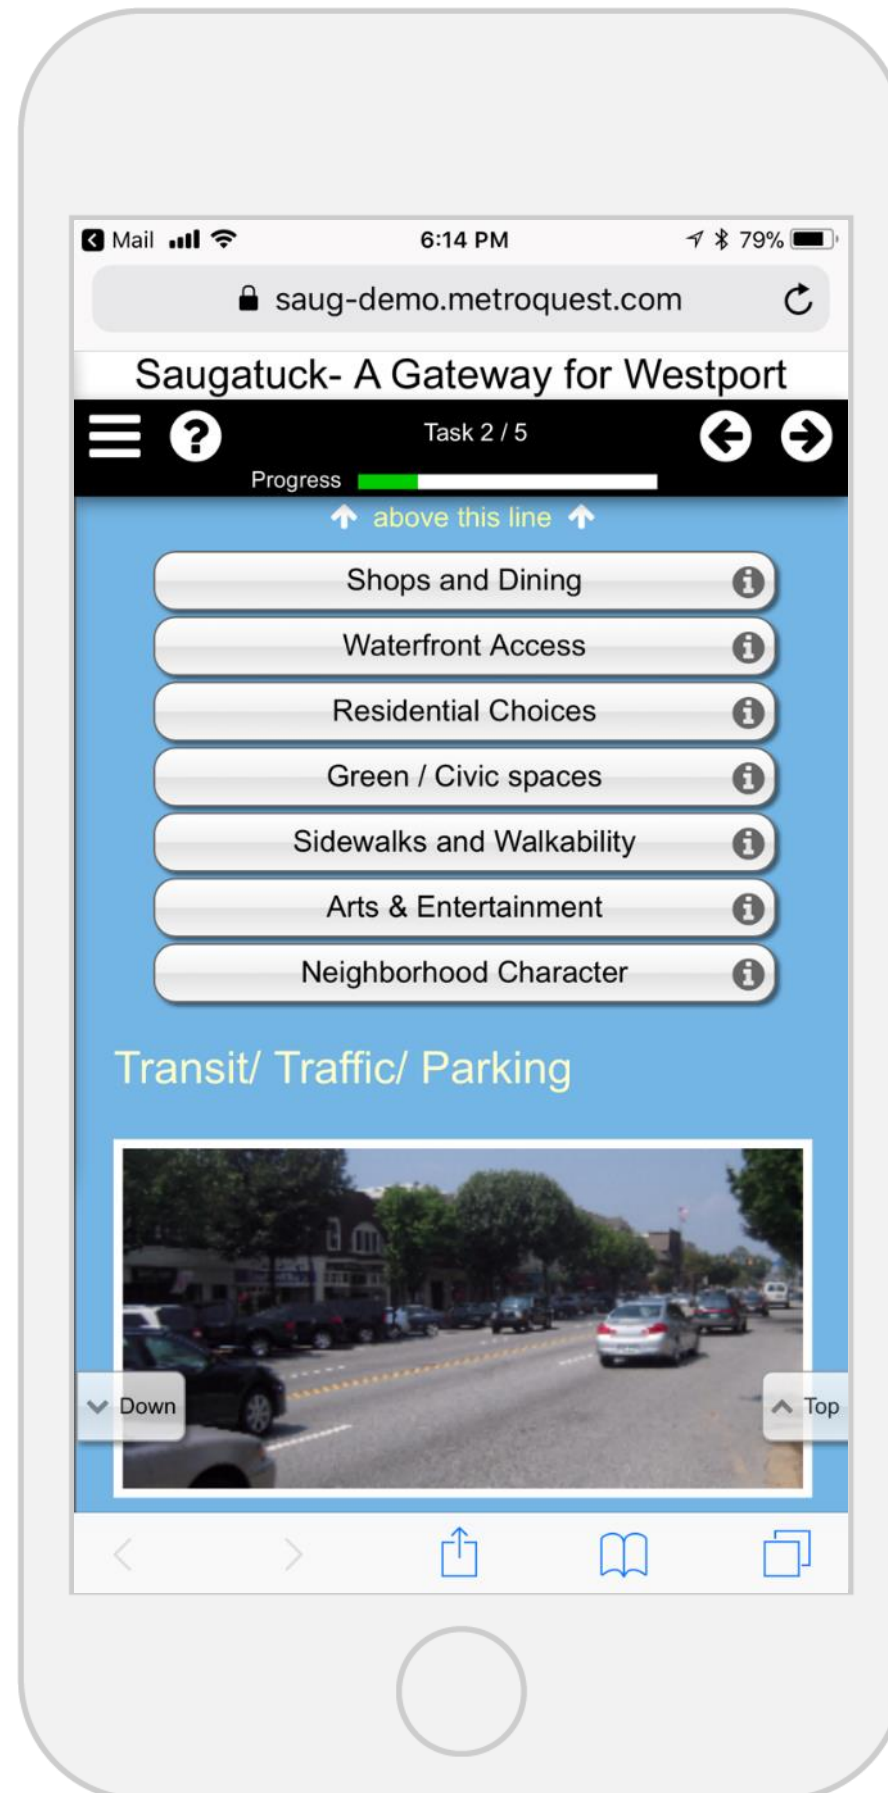 Mail 6:14 PM 79%
saug-demo.metroquest.com
Saugatuck- A Gateway for Westport
? Task 2 / 5
Progress
above this line
Shops and Dining i
Waterfront Access i
Residential Choices i
Green / Civic spaces i
Sidewalks and Walkability i
Arts & Entertainment i
Neighborhood Character i
Transit/ Traffic/ Parking
Down Top